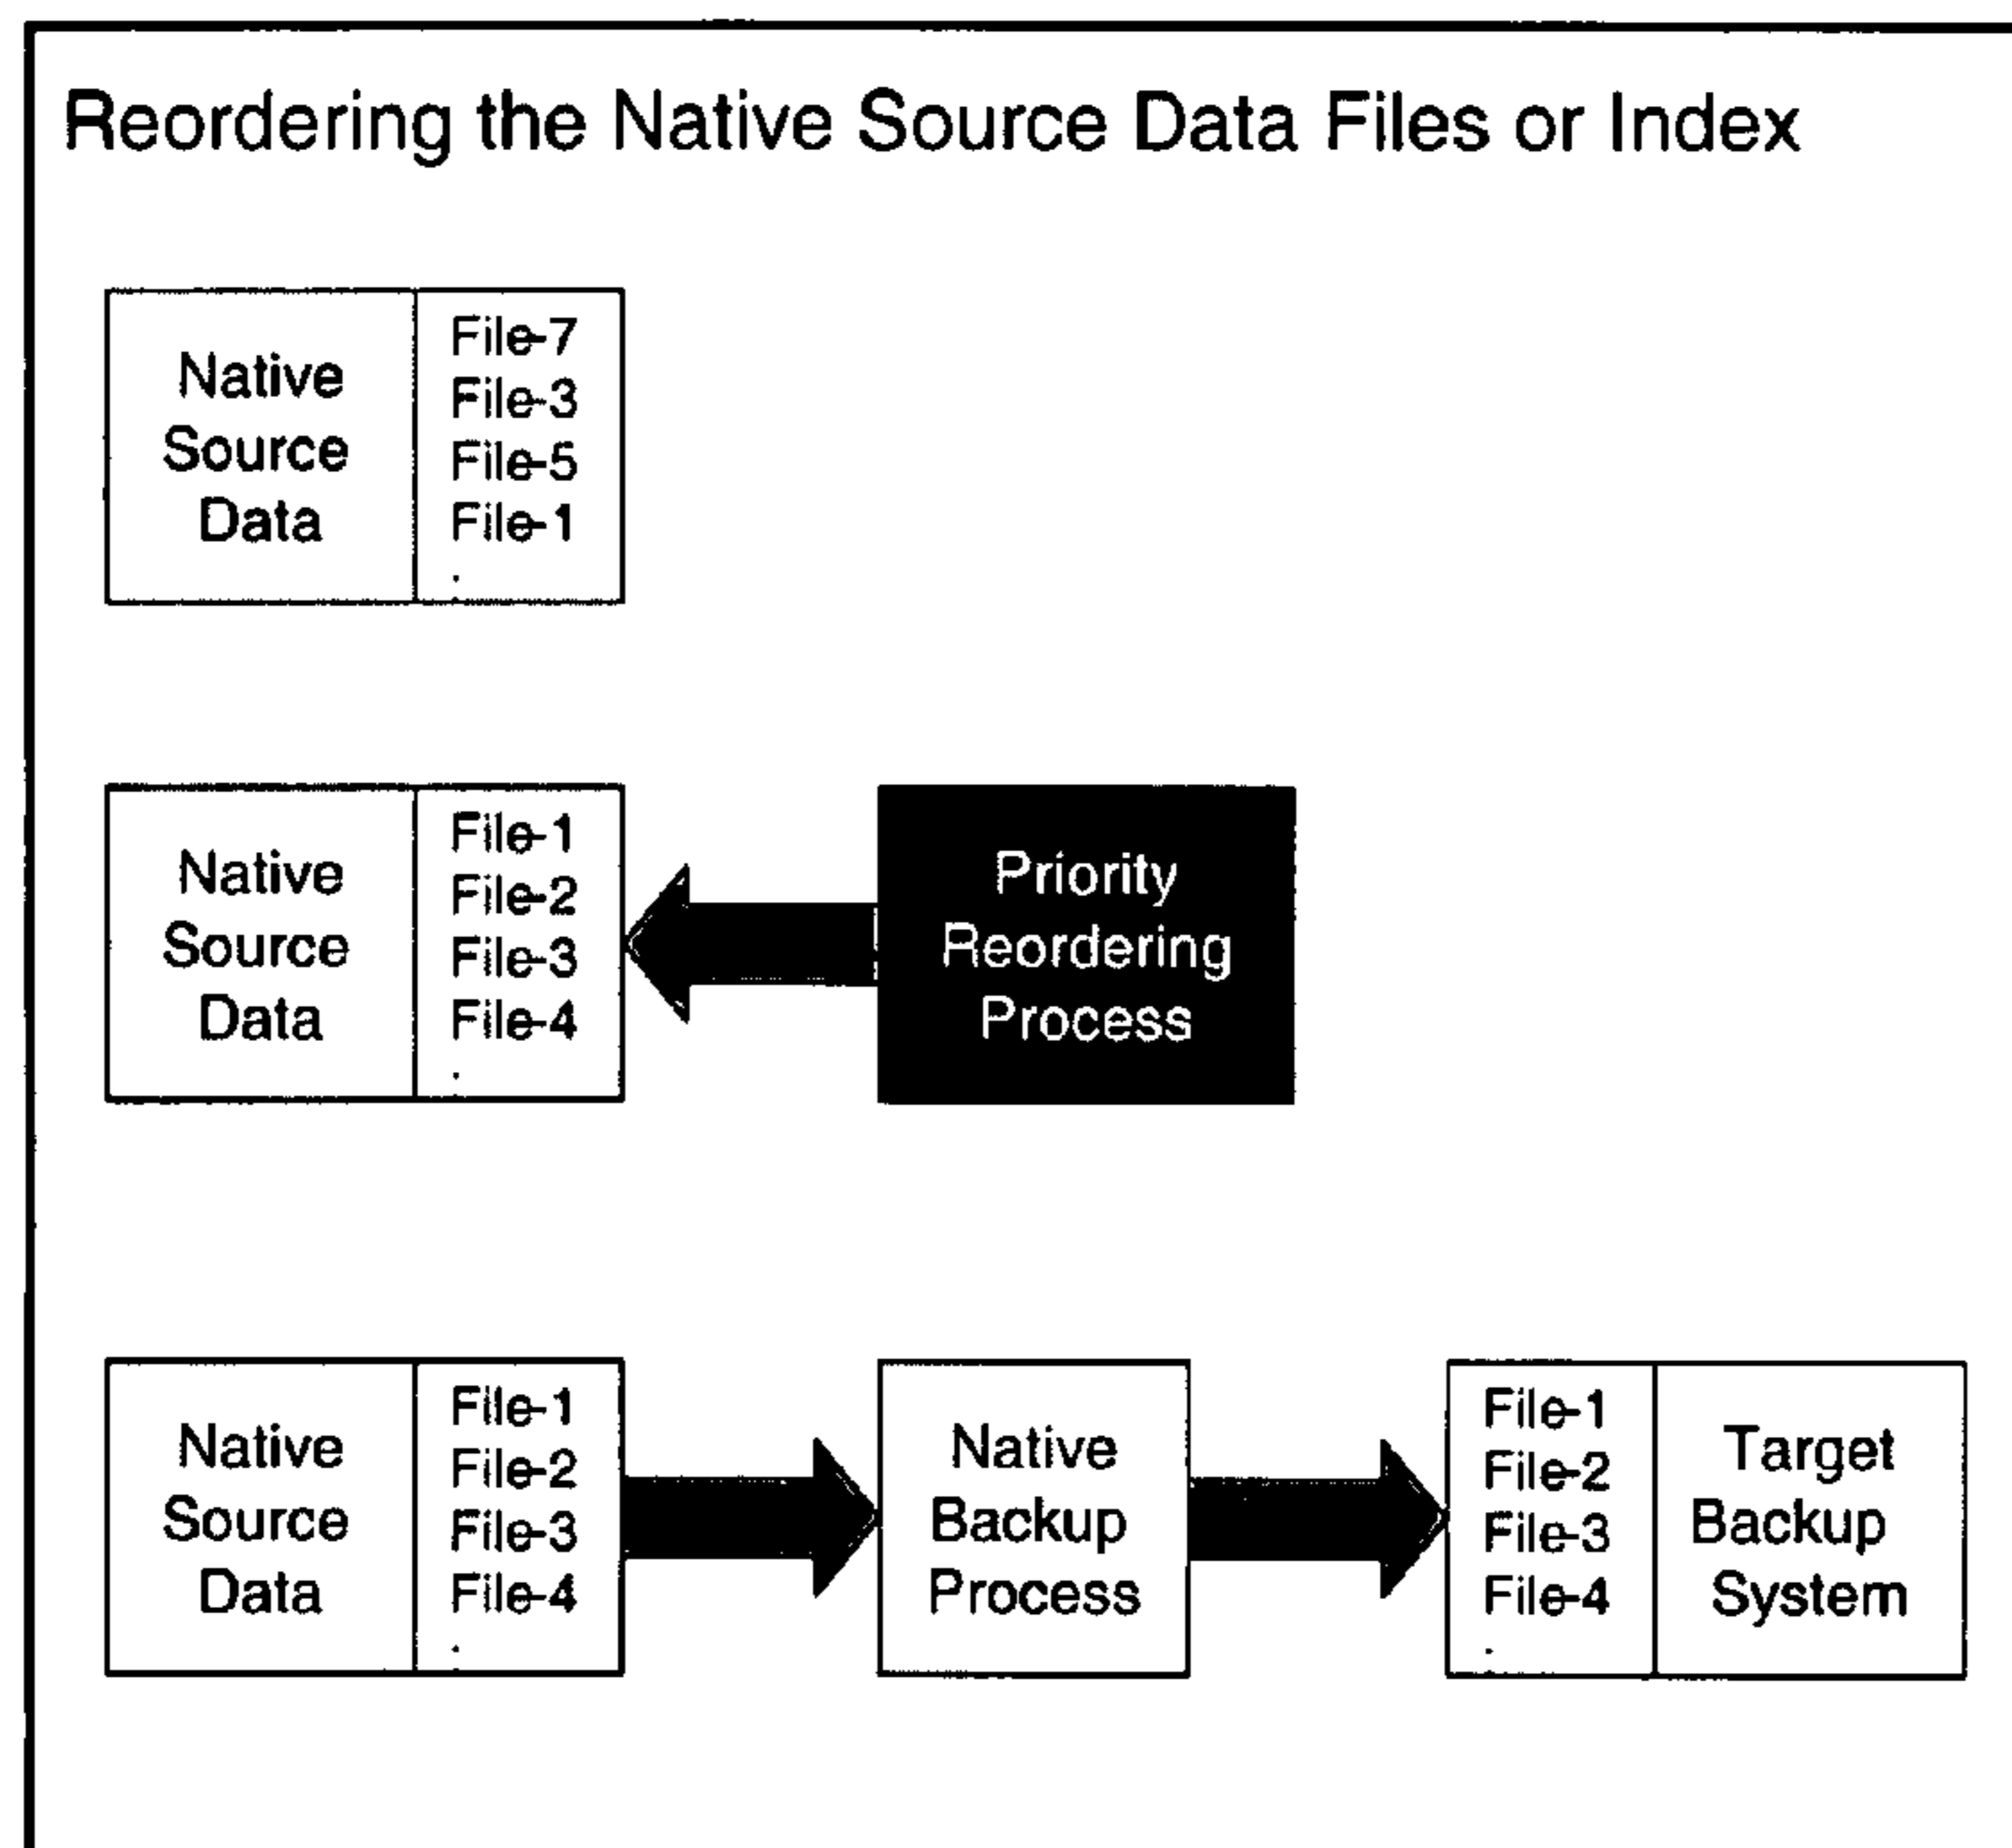 Reordering the Native Source Data Files or Index
Native
Source
Data
File-7
File-3
File-5
File-1
.
Native
Source
Data
File-1
File-2
File-3
File-4
.
Priority
Reordering
Process
Native
Source
Data
File-1
File-2
File-3
File-4
.
Native
Backup
Process
File-1
File-2
File-3
File-4
.
Target
Backup
System